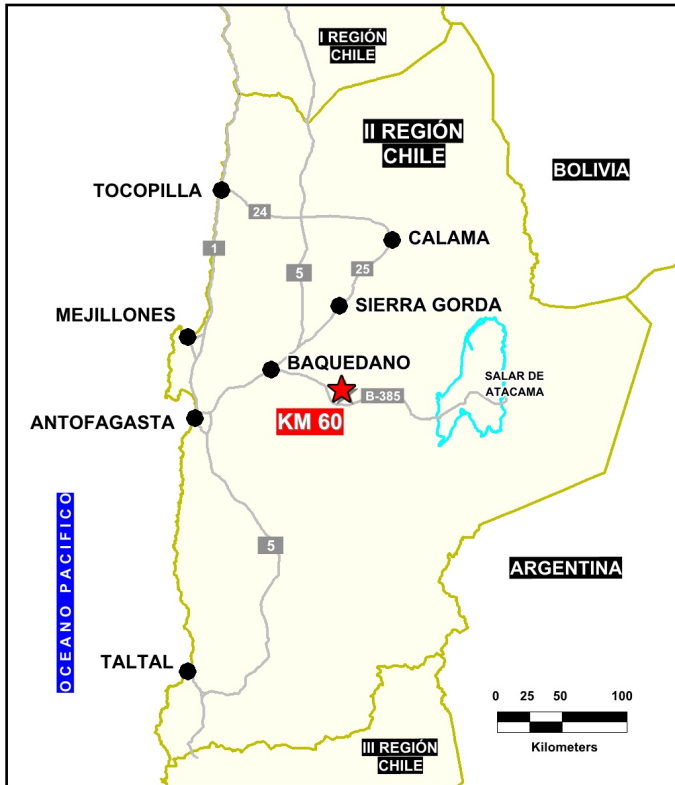 I REGIÓN
CHILE
II REGIÓN
CHILE
BOLIVIA
TOCOPILLA
24
CALAMA
1
5
25
SIERRA GORDA
MEJILLONES
BAQUEDANO
SALAR DE
ATACAMA
B-385
KM 60
ANTOFAGASTA
OCEANO PACIFICO
5
ARGENTINA
TALTAL
0 25 50 100
Kilometers
III REGIÓN
CHILE